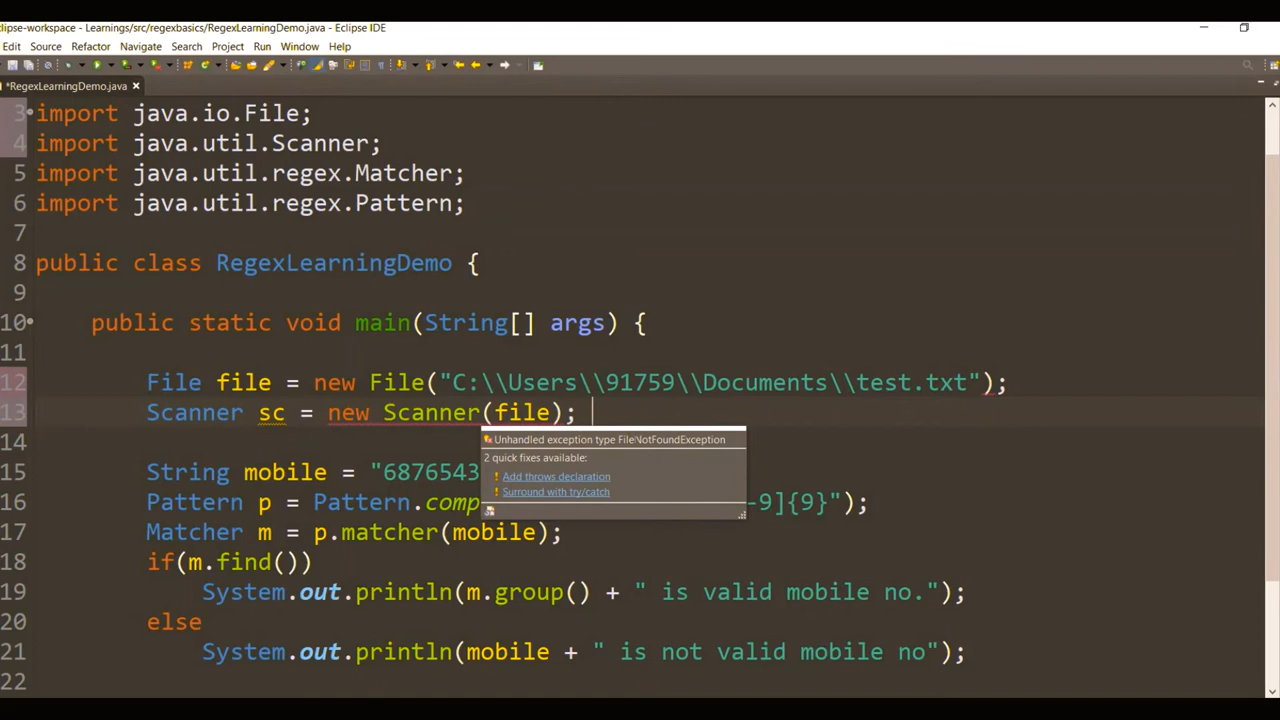 clipse-workspace - Learnings/src/regexbasics/RegexLearningDemo.java - Eclipse IDE
Edit Source Refactor Navigate Search Project Run Window Help
*RegexLearningDemo.java
3 import java.io.File;
4 import java.util.Scanner;
5 import java.util.regex.Matcher;
6 import java.util.regex.Pattern;
7
8 public class RegexLearningDemo {
9
10 public static void main(String[] args) {
11
12 File file = new File("C:\\Users\\91759\\Documents\\test.txt");
13 Scanner sc = new Scanner(file);
Unhandled exception type FileNotFoundException
14
2 quick fixes available:
15 String mobile = "6876543
Add throws declaration
Surround with try/catch
16 Pattern p = Pattern.comp -9]{9}");
17 Matcher m = p.matcher(mobile);
18 if(m.find())
19 System.out.println(m.group() + " is valid mobile no.");
20 else
21 System.out.println(mobile + " is not valid mobile no");
22